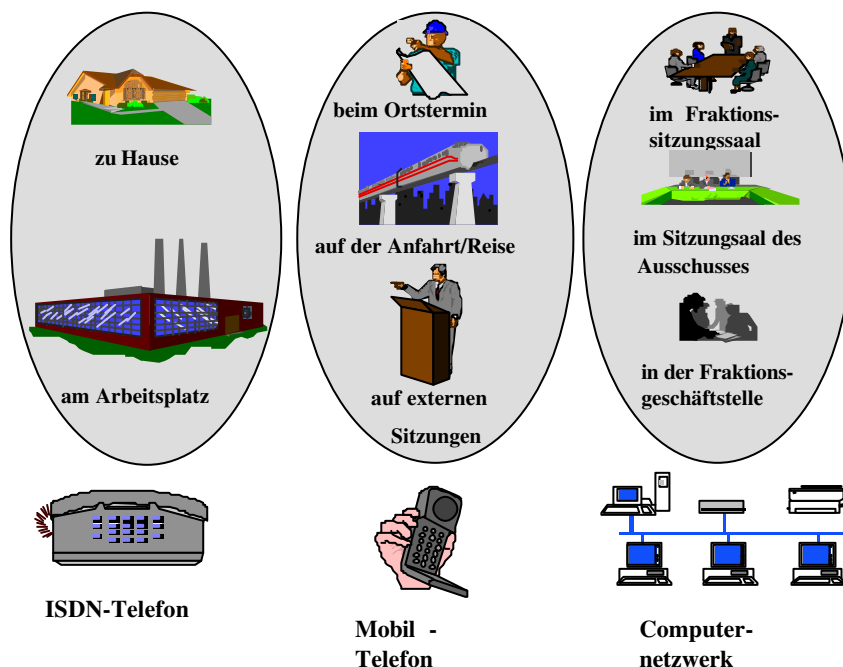 zu Hause
am Arbeitsplatz
ISDN-Telefon
beim Ortstermin
auf der Anfahrt/Reise
auf externen
Sitzungen
Mobil -
Telefon
im Fraktions-
sitzungssaal
im Sitzungsaal des
Ausschusses
in der Fraktions-
geschäftstelle
Computer-
netzwerk